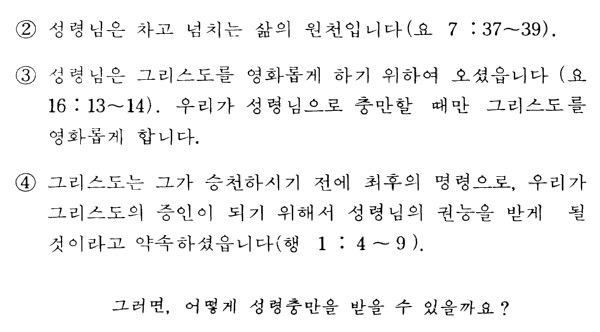 ② 성령님은 차고 넘치는 삶의 원천입니다(요 7 : 37~39).
③ 성령님은 그리스도를 영화롭게 하기 위하여 오셨읍니다 (요
16 : 13~14). 우리가 성령님으로 충만할 때만 그리스도를
영화롭게 합니다.
④ 그리스도는 그가 승천하시기 전에 최후의 명령으로, 우리가
그리스도의 증인이 되기 위해서 성령님의 권능을 받게 될
것이라고 약속하셨읍니다(행 1 : 4 ~ 9 ).
그러면, 어떻게 성령충만을 받을 수 있을까요?